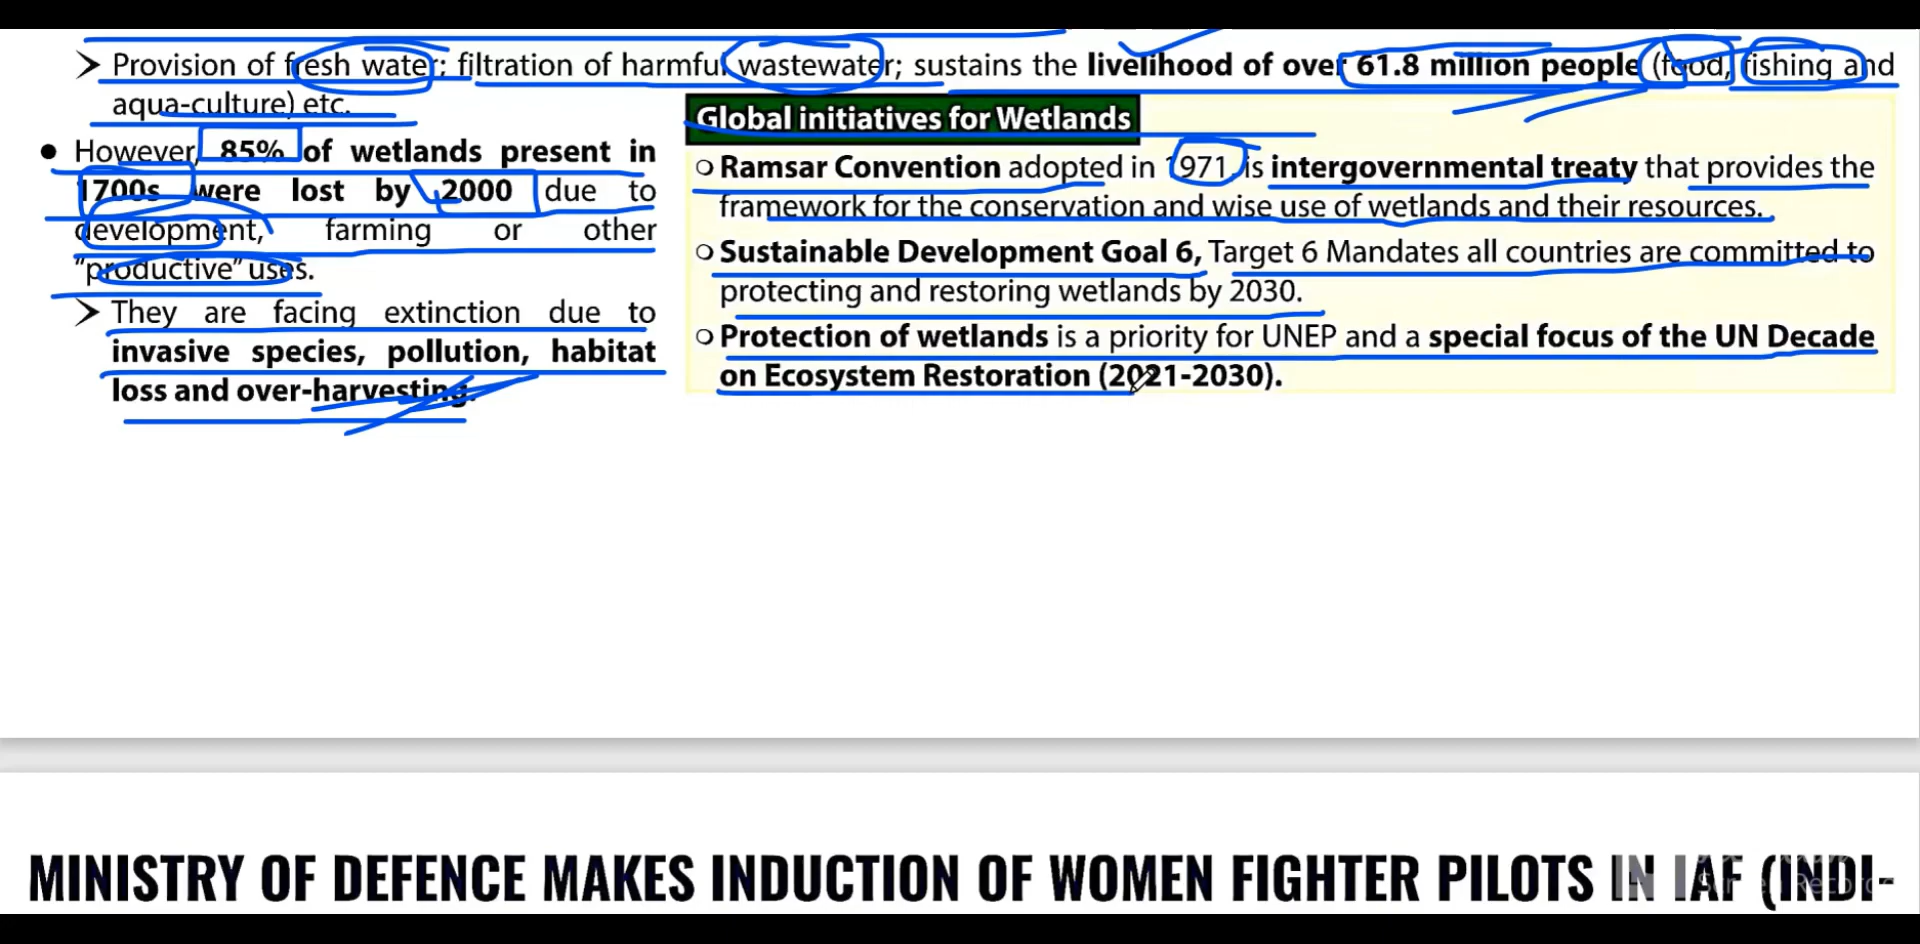 ➤ Provision of fresh water; filtration of harmful wastewater; sustains the livelihood of over 61.8 million people (food, fishing and
aqua-culture) etc.
● However, 85% of wetlands present in
1700s were lost by 2000 due to
development, farming or other
“productive” uses.
➤ They are facing extinction due to
invasive species, pollution, habitat
loss and over-harvesting.
Global initiatives for Wetlands
○ Ramsar Convention adopted in 1971, is intergovernmental treaty that provides the
framework for the conservation and wise use of wetlands and their resources.
○ Sustainable Development Goal 6, Target 6 Mandates all countries are committed to
protecting and restoring wetlands by 2030.
○ Protection of wetlands is a priority for UNEP and a special focus of the UN Decade
on Ecosystem Restoration (2021-2030).
MINISTRY OF DEFENCE MAKES INDUCTION OF WOMEN FIGHTER PILOTS IN IAF (INDI-